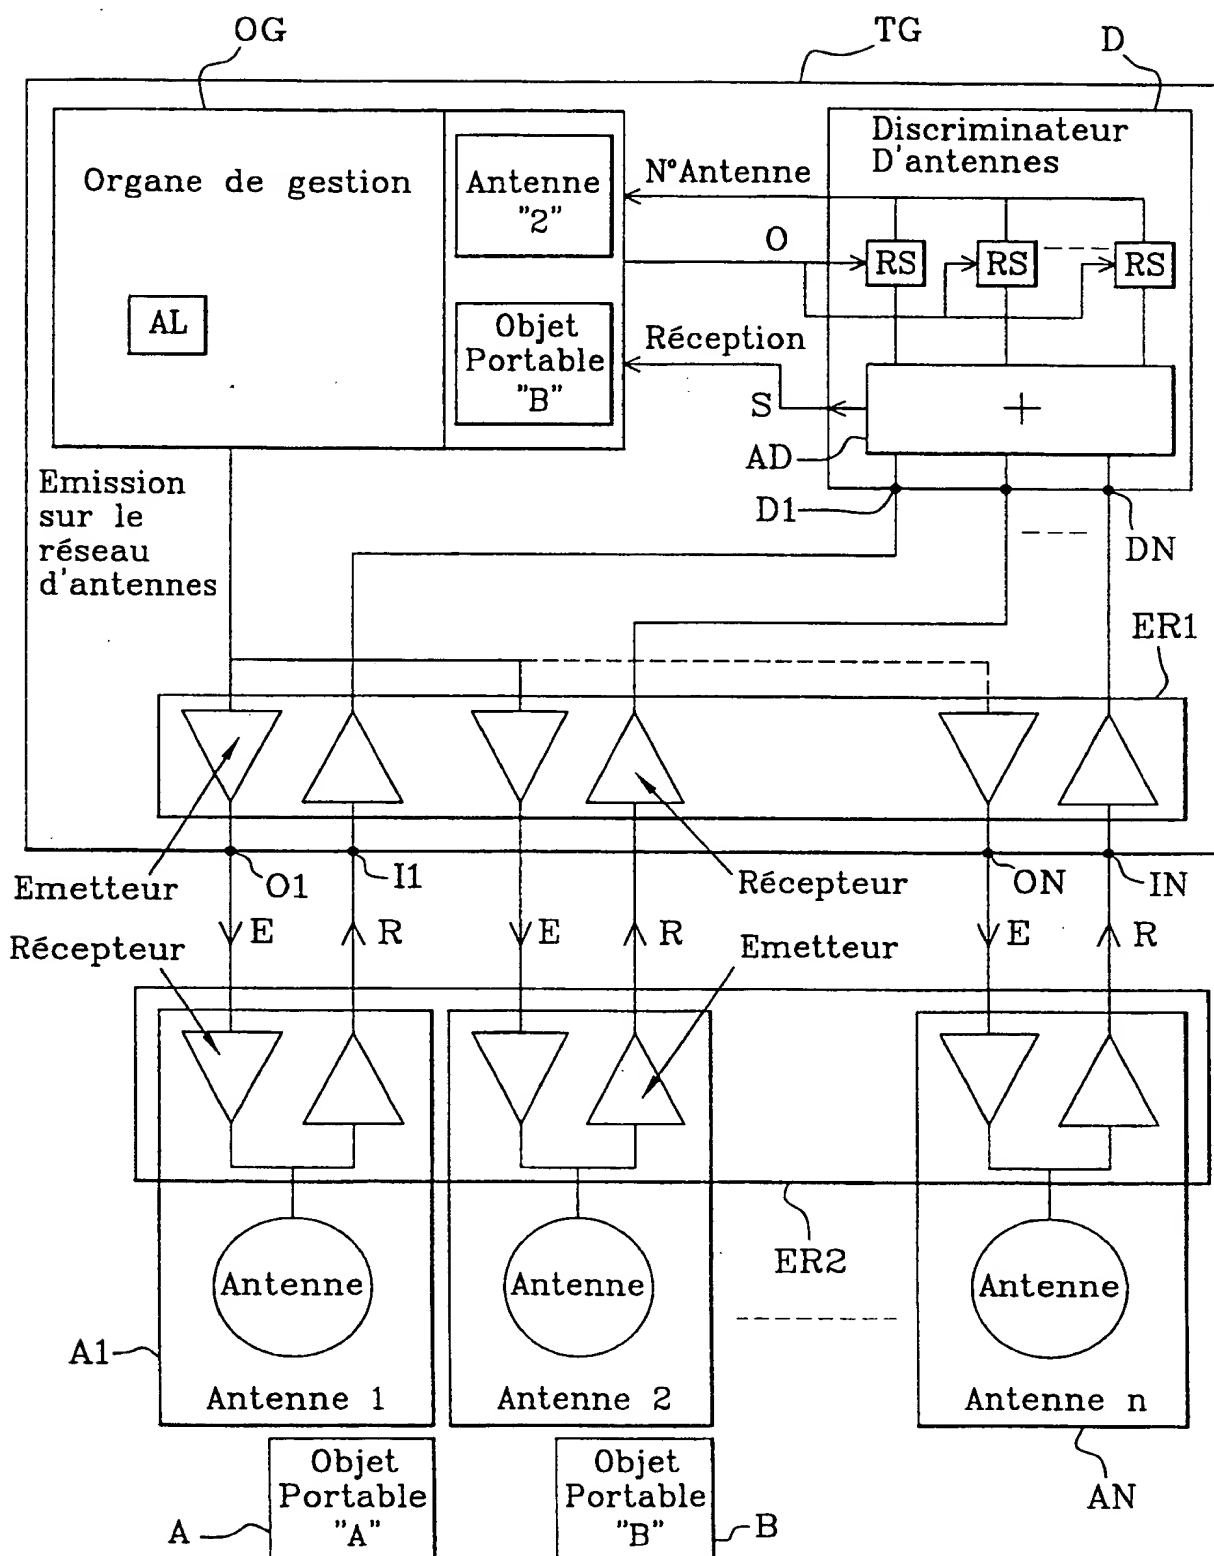 OG
TG
D
Organe de gestion
AL
Antenne
"2"
Objet
Portable
"B"
N°Antenne
O
Réception
S
AD
Discriminateur
D'antennes
RS
RS
RS
+
D1
DN
Emission
sur le
réseau
d'antennes
ER1
Emetteur
O1
I1
Récepteur
ON
IN
Récepteur
E
R
E
R
Emetteur
E
R
ER2
Antenne
Antenne
Antenne
A1
Antenne 1
Antenne 2
Antenne n
AN
A
Objet
Portable
"A"
Objet
Portable
"B"
B